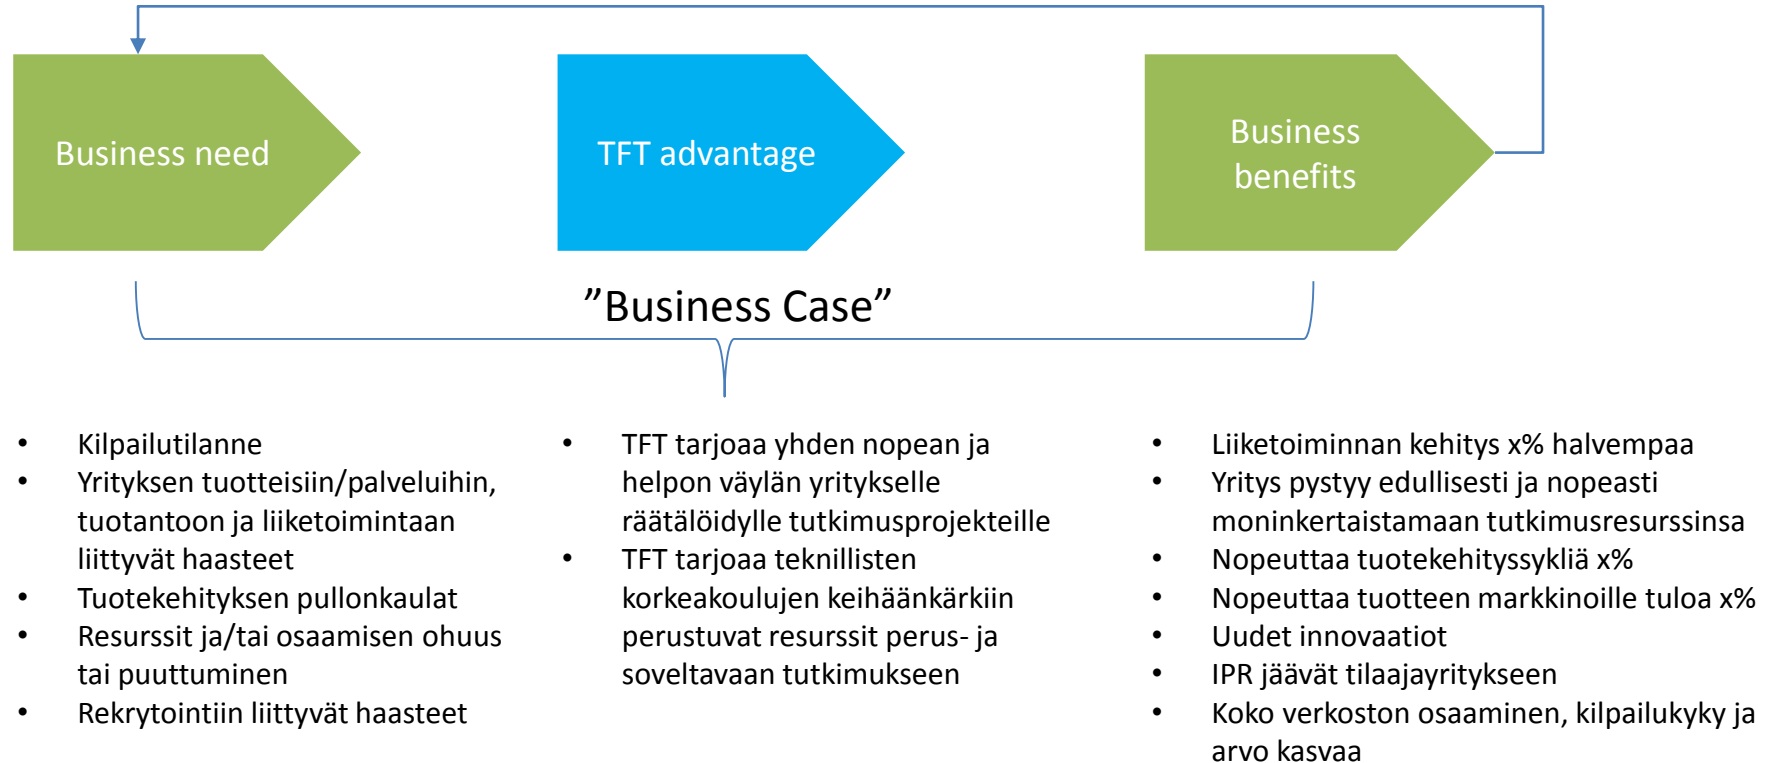 Business need
TFT advantage
Business
benefits
”Business Case”
• Kilpailutilanne
• Yrityksen tuotteisiin/palveluihin,
tuotantoon ja liiketoimintaan
liittyvät haasteet
• Tuotekehityksen pullonkaulat
• Resurssit ja/tai osaamisen ohuus
tai puuttuminen
• Rekrytointiin liittyvät haasteet
• TFT tarjoaa yhden nopean ja
helpon väylän yritykselle
räätälöidylle tutkimusprojekteille
• TFT tarjoaa teknillisten
korkeakoulujen keihäänkärkiin
perustuvat resurssit perus- ja
soveltavaan tutkimukseen
• Liiketoiminnan kehitys x% halvempaa
• Yritys pystyy edullisesti ja nopeasti
moninkertaistamaan tutkimusresurssinsa
• Nopeuttaa tuotekehityssykliä x%
• Nopeuttaa tuotteen markkinoille tuloa x%
• Uudet innovaatiot
• IPR jäävät tilaajayritykseen
• Koko verkoston osaaminen, kilpailukyky ja
arvo kasvaa